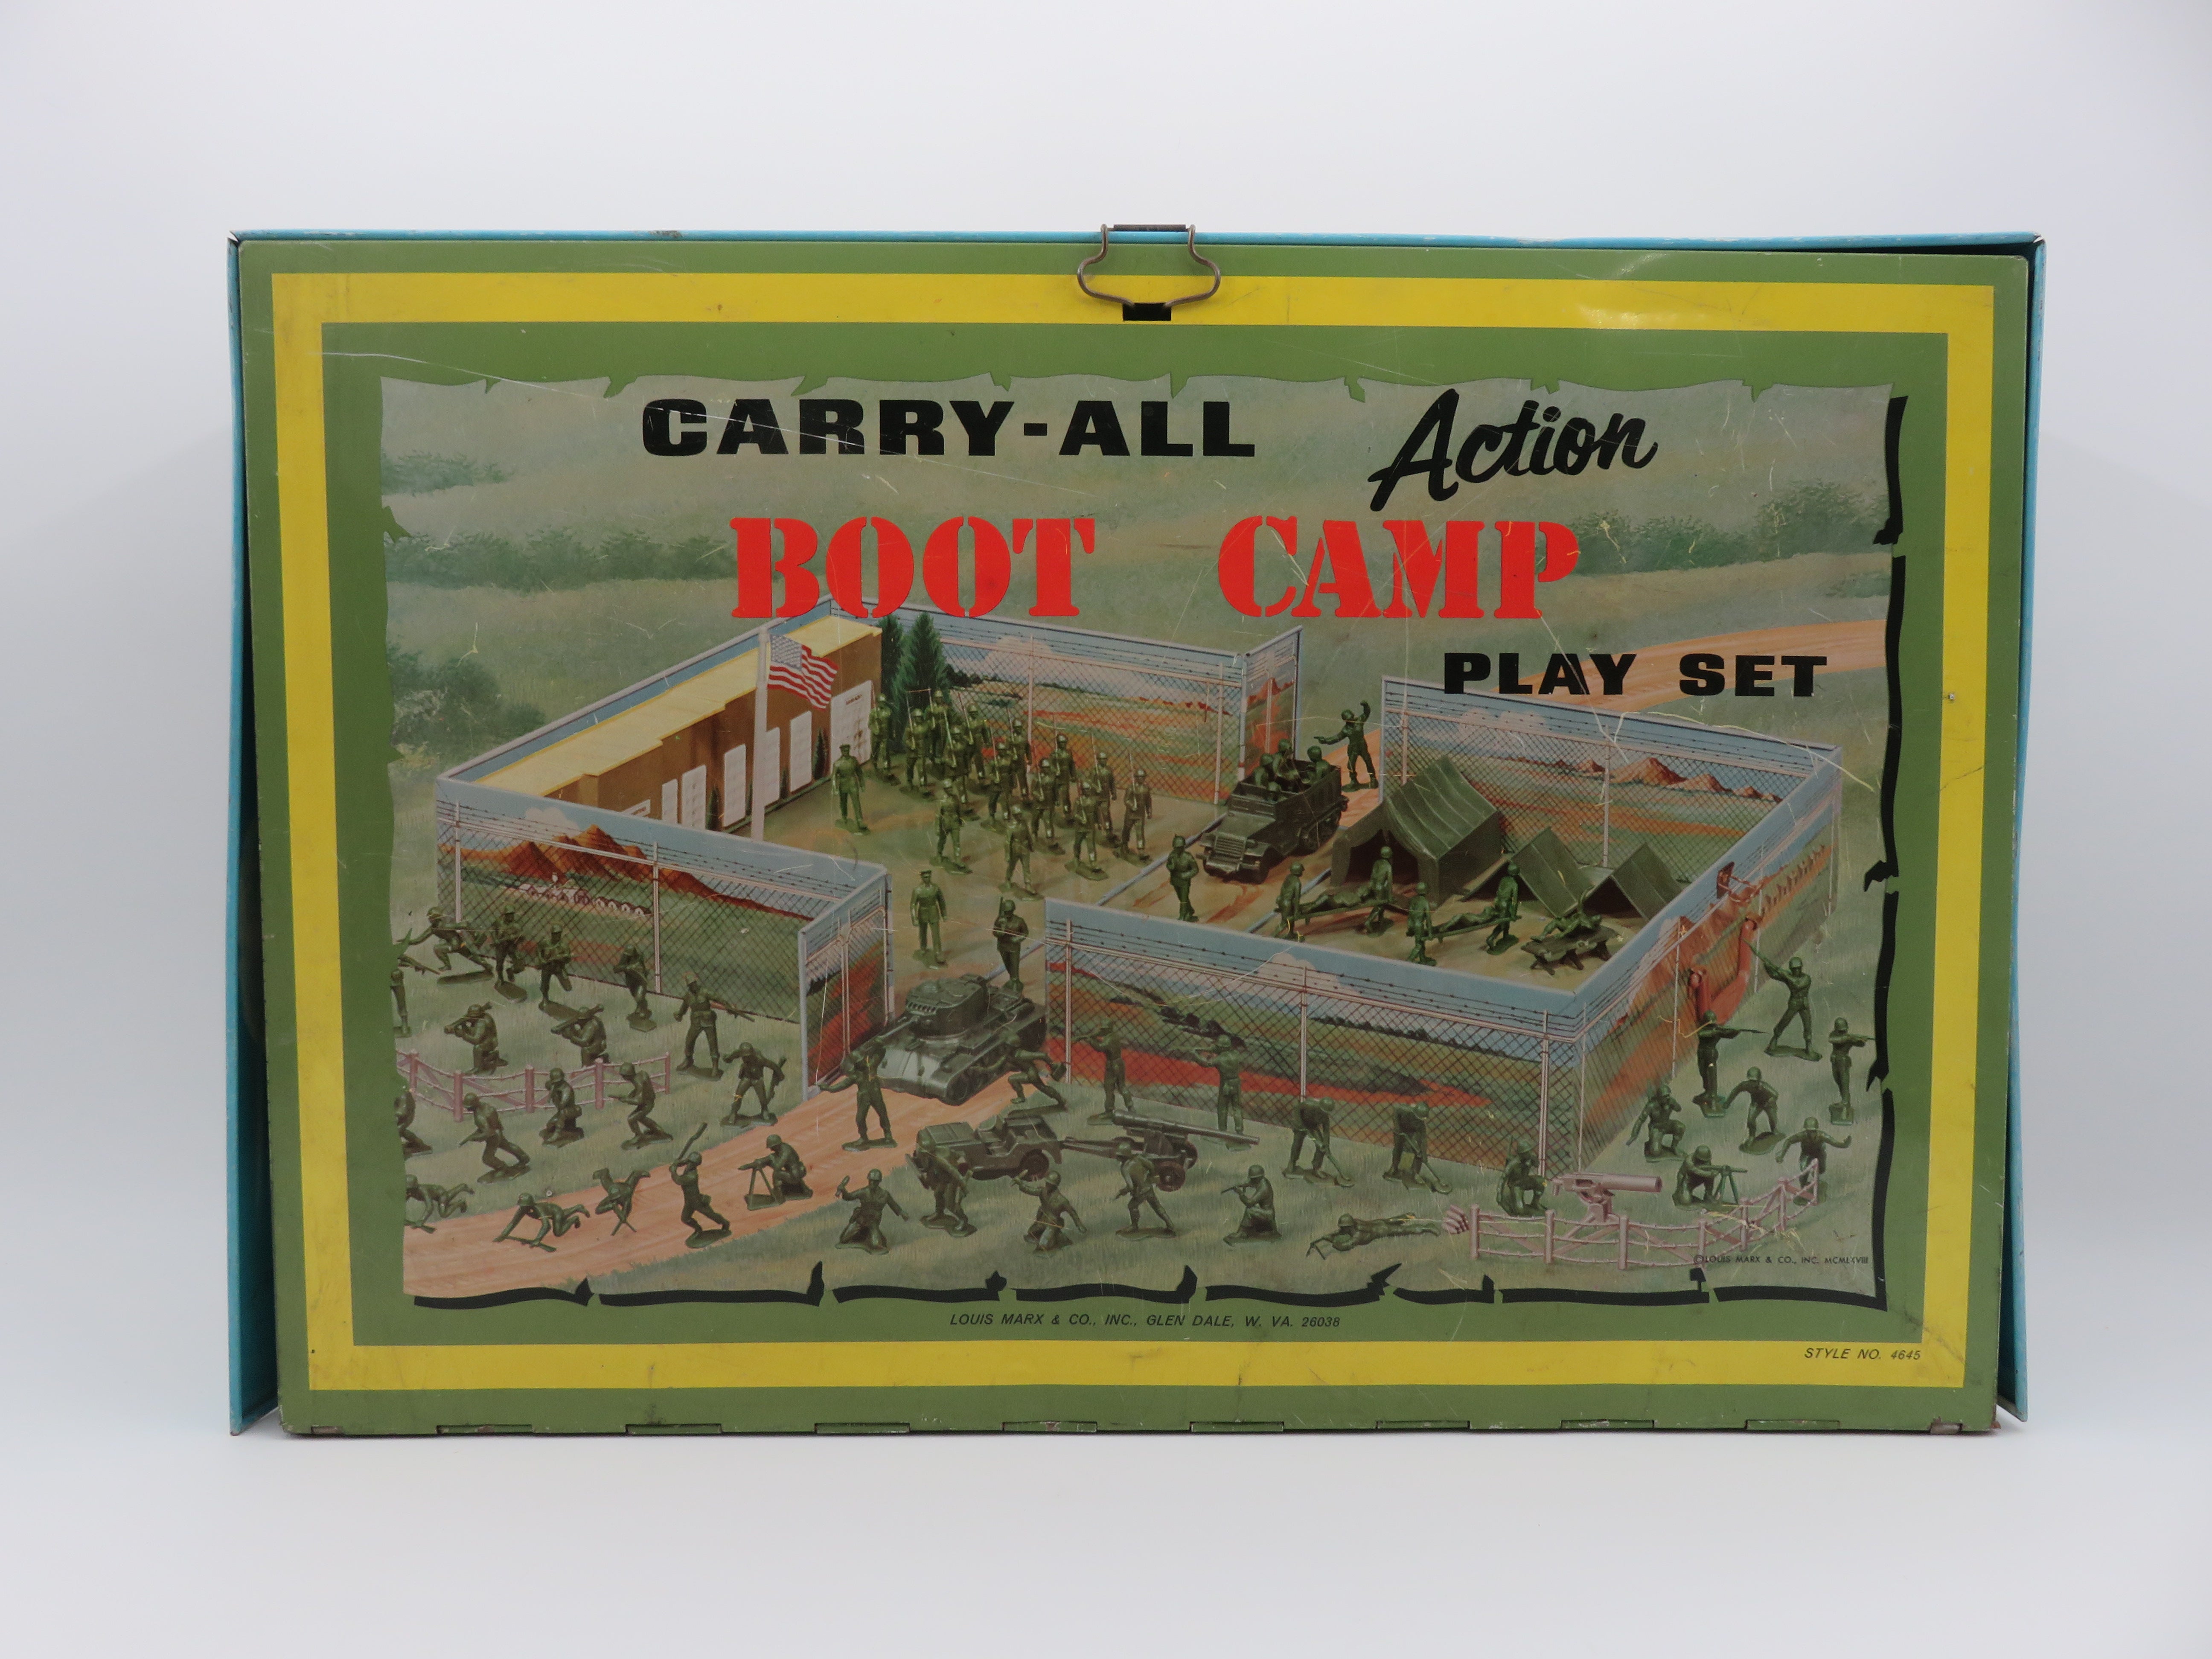 CARRY-ALL Action
BOOT CAMP
PLAY SET
©LOUIS MARX & CO., INC. MCMLXVIII
LOUIS MARX & CO., INC., GLEN DALE, W. VA. 26038
STYLE NO. 4645